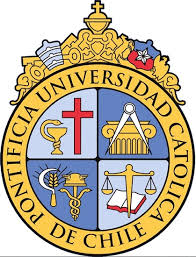 PONTIFICIA UNIVERSIDAD CATOLICA
DE CHILE